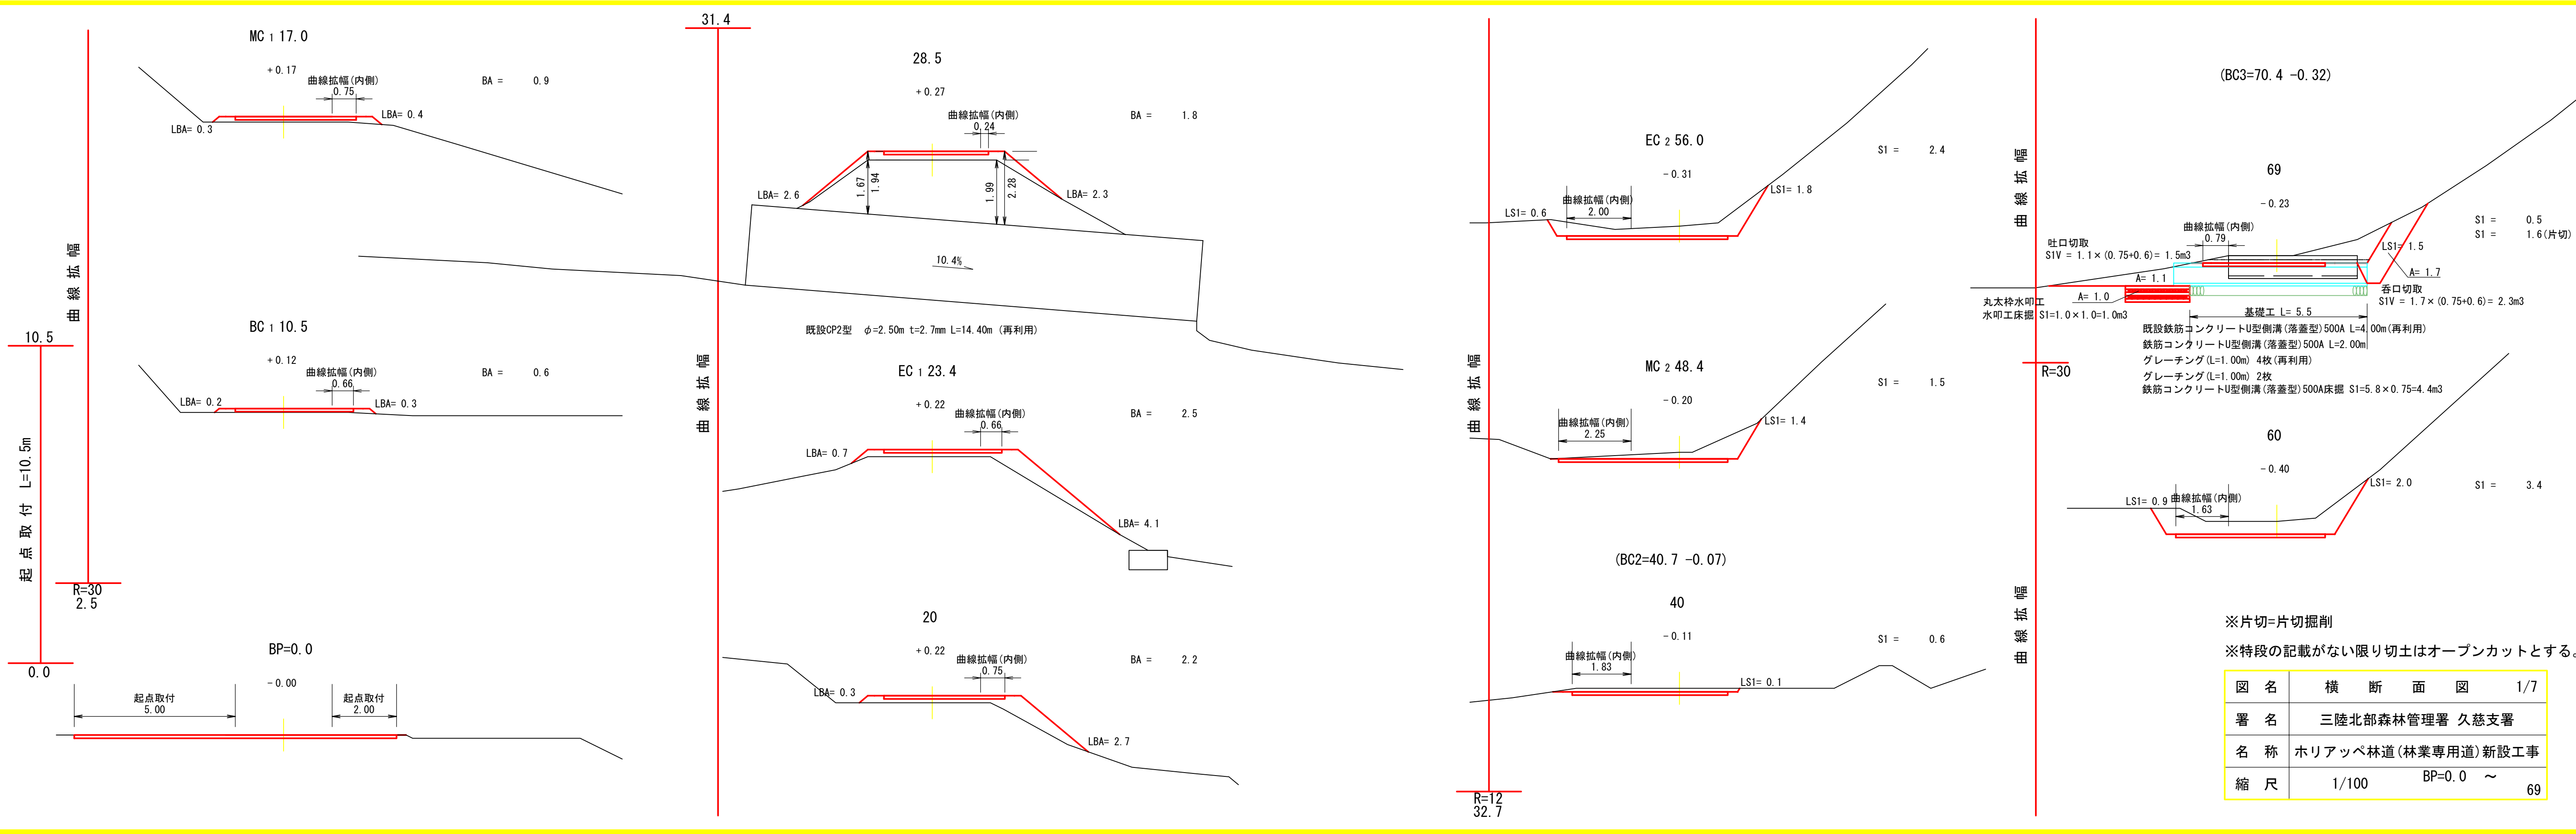 MC 1 17.0
+0.17
曲線拡幅(内側)
0.75
BA = 0.9
LBA= 0.3
LBA= 0.4
曲線拡幅
BC 1 10.5
+0.12
曲線拡幅(内側)
0.66
BA = 0.6
LBA= 0.2
LBA= 0.3
10.5
起点取付 L=10.5m
0.0
R=30
2.5
BP=0.0
-0.00
起点取付
5.00
起点取付
2.00
31.4
曲線拡幅
28.5
+0.27
曲線拡幅(内側)
0.24
BA = 1.8
LBA= 2.6
1.67
1.94
1.99
2.28
LBA= 2.3
10.4%
既設CP2型 φ=2.50m t=2.7mm L=14.40m (再利用)
EC 1 23.4
+0.22
曲線拡幅(内側)
0.66
BA = 2.5
LBA= 0.7
LBA= 4.1
20
+0.22
曲線拡幅(内側)
0.75
BA = 2.2
LBA= 0.3
LBA= 2.7
曲線拡幅
R=12
32.7
EC 2 56.0
-0.31
曲線拡幅(内側)
2.00
S1 = 2.4
LS1= 0.6
LS1= 1.8
MC 2 48.4
-0.20
曲線拡幅(内側)
2.25
S1 = 1.5
LS1= 1.4
(BC2=40.7 -0.07)
40
-0.11
曲線拡幅(内側)
1.83
S1 = 0.6
LS1= 0.1
曲線拡幅
R=30
曲線拡幅
(BC3=70.4 -0.32)
69
-0.23
曲線拡幅(内側)
0.79
S1 = 0.5
S1 = 1.6(片切)
LS1= 1.5
A= 1.7
吐口切取
S1V = 1.1×(0.75+0.6)= 1.5m3
A= 1.1
A= 1.0
丸太枠水叩工
水叩工床掘 S1=1.0×1.0=1.0m3
呑口切取
S1V = 1.7×(0.75+0.6)= 2.3m3
基礎工 L= 5.5
既設鉄筋コンクリートU型側溝(落蓋型)500A L=4.00m(再利用)
鉄筋コンクリートU型側溝(落蓋型)500A L=2.00m
グレーチング(L=1.00m) 4枚(再利用)
グレーチング(L=1.00m) 2枚
鉄筋コンクリートU型側溝(落蓋型)500A床掘 S1=5.8×0.75=4.4m3
60
-0.40
曲線拡幅(内側)
1.63
S1 = 3.4
LS1= 0.9
LS1= 2.0
※片切=片切掘削
※特段の記載がない限り切土はオープンカットとする。
図名 横断面図 1/7
署名 三陸北部森林管理署 久慈支署
名称 ホリアッペ林道(林業専用道)新設工事
縮尺 1/100 BP=0.0 ~ 69